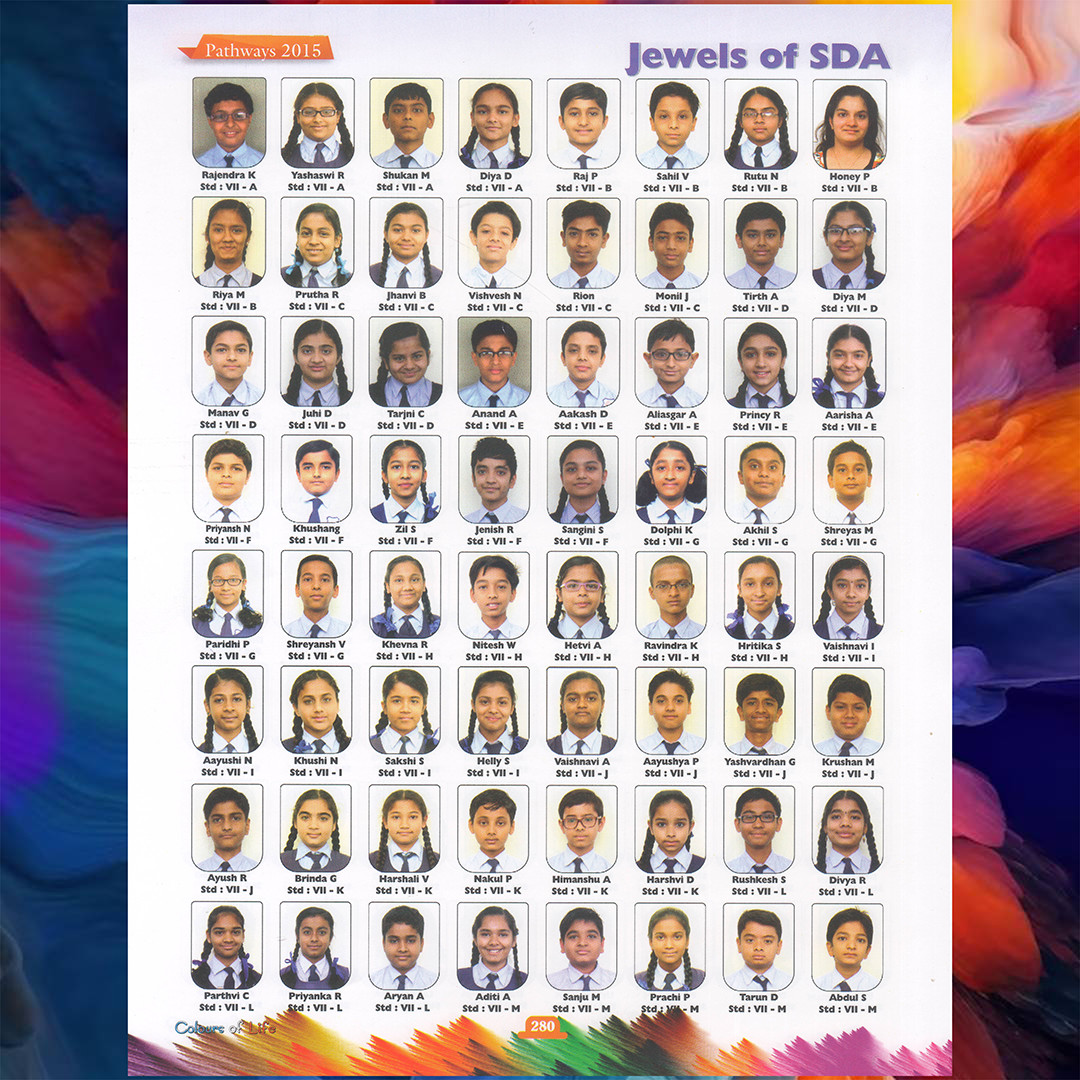 Pathways 2015
Jewels of SDA
Rajendra K Yashaswi R Shukan M Diya D Raj P Sahil V Rutu N Honey P
Std : VII - A Std : VII - A Std : VII - A Std : VII - A Std : VII - B Std : VII - B Std : VII - B Std : VII - B
Riya M Prutha R Jhanvi B Vishvesh N Rion Monil J Tirth A Diya M
Std : VII - B Std : VII - C Std : VII - C Std : VII - C Std : VII - C Std : VII - C Std : VII - D Std : VII - D
Manav G Juhi D Tarjni C Anand A Aakash D Aliasgar A Princy R Aarisha A
Std : VII - D Std : VII - D Std : VII - D Std : VII - E Std : VII - E Std : VII - E Std : VII - E Std : VII - E
Priyansh N Khushang Zil S Jenish R Sangini S Dolphi K Akhil S Shreyas M
Std : VII - F Std : VII - F Std : VII - F Std : VII - F Std : VII - F Std : VII - G Std : VII - G Std : VII - G
Paridhi P Shreyansh V Khevna R Nitesh W Hetvi A Ravindra K Hritika S Vaishnavi I
Std : VII - G Std : VII - G Std : VII - H Std : VII - H Std : VII - H Std : VII - H Std : VII - H Std : VII - I
Aayushi N Khushi N Sakshi S Helly S Vaishnavi A Aayushya P Yashvardhan G Krushan M
Std : VII - I Std : VII - I Std : VII - I Std : VII - I Std : VII - J Std : VII - J Std : VII - J Std : VII - J
Ayush R Brinda G Harshali V Nakul P Himanshu A Harshvi D Rushkesh S Divya R
Std : VII - J Std : VII - K Std : VII - K Std : VII - K Std : VII - K Std : VII - K Std : VII - L Std : VII - L
Parthvi C Priyanka R Aryan A Aditi A Sanju M Prachi P Tarun D Abdul S
Std : VII - L Std : VII - L Std : VII - L Std : VII - M Std : VII - M Std : VII - M Std : VII - M Std : VII - M
Colours of Life
280